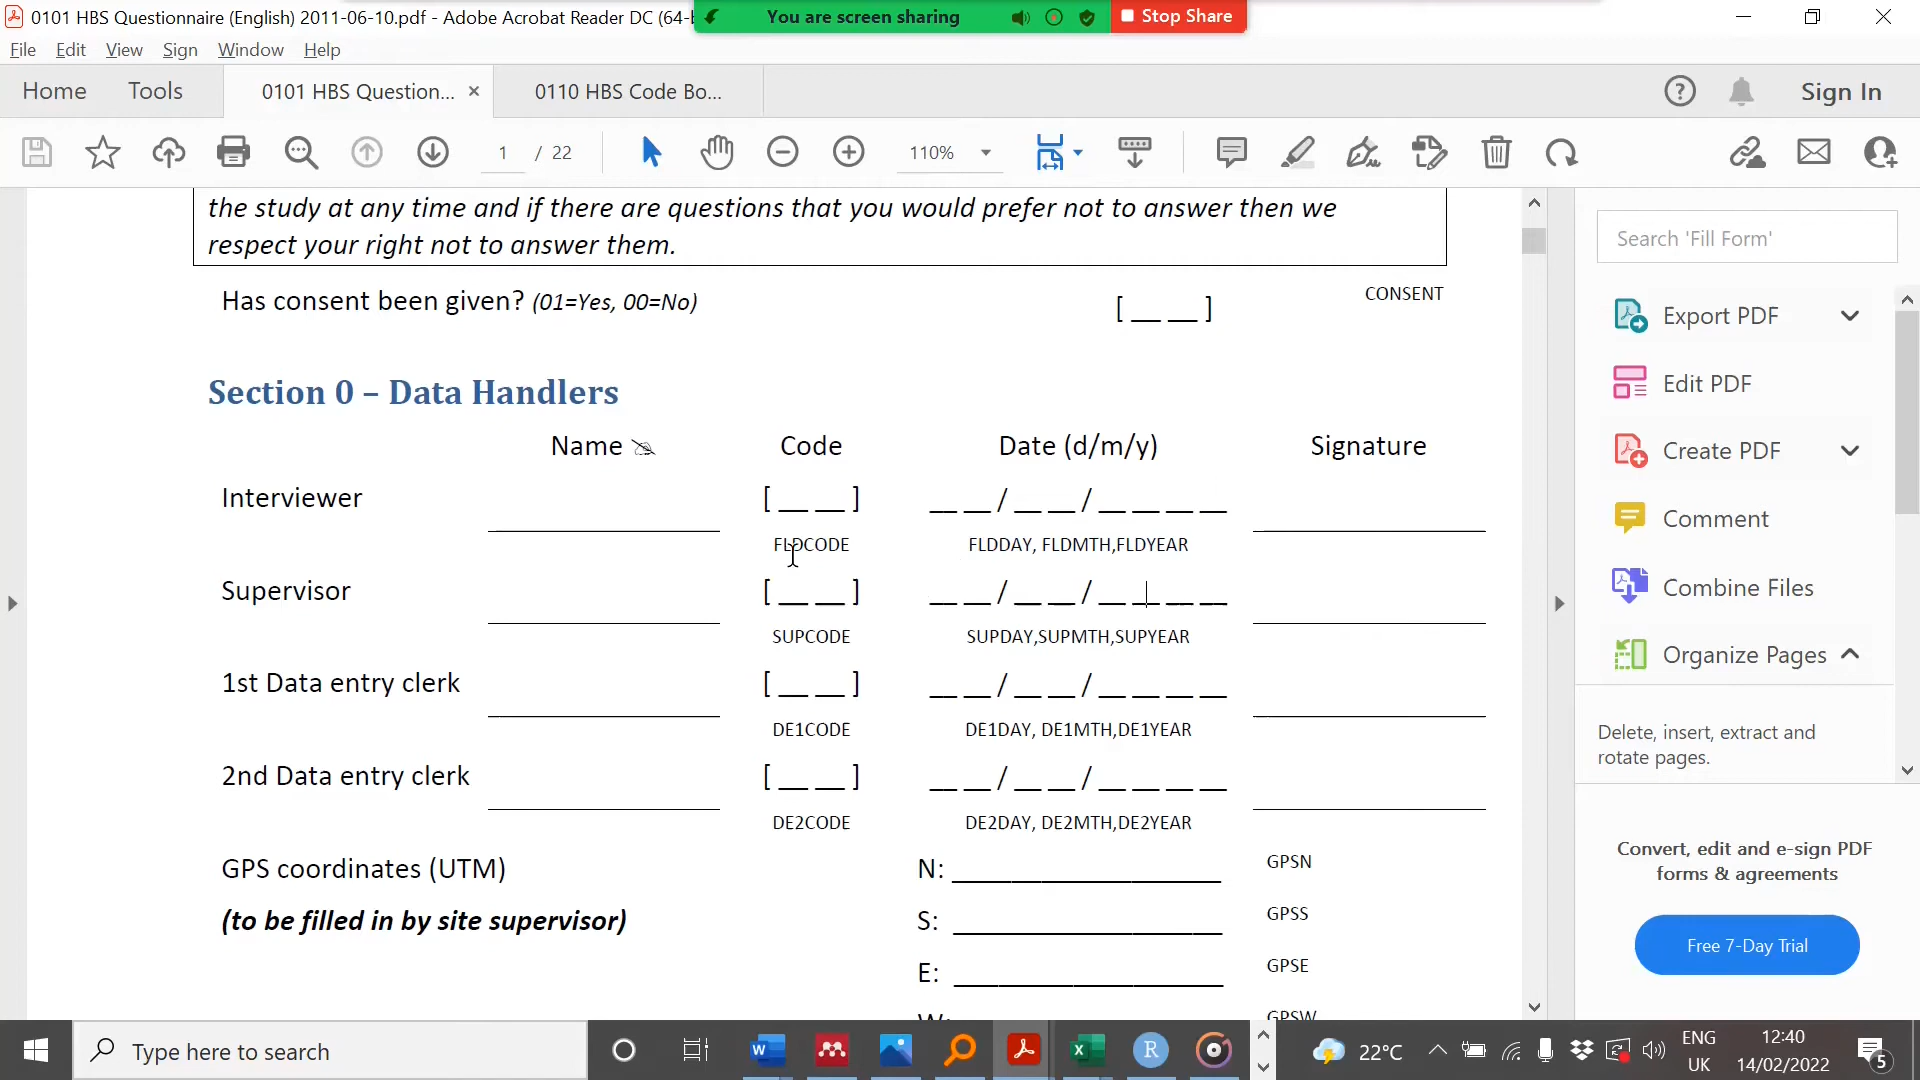 0101 HBS Questionnaire (English) 2011-06-10.pdf - Adobe Acrobat Reader DC (64-
You are screen sharing
Stop Share
File Edit View Sign Window Help
Home Tools 0101 HBS Question... × 0110 HBS Code Bo... Sign In
1 / 22 110%
the study at any time and if there are questions that you would prefer not to answer then we
respect your right not to answer them.
Has consent been given? (01=Yes, 00=No) [ __ __ ] CONSENT
Section 0 – Data Handlers
Name Code Date (d/m/y) Signature
Interviewer [ __ __ ] __ __ / __ __ / __ __ __ __
FLDCODE FLDDAY, FLDMTH,FLDYEAR
Supervisor [ __ __ ] __ __ / __ __ / __ __ __ __
SUPCODE SUPDAY,SUPMTH,SUPYEAR
1st Data entry clerk [ __ __ ] __ __ / __ __ / __ __ __ __
DE1CODE DE1DAY, DE1MTH,DE1YEAR
2nd Data entry clerk [ __ __ ] __ __ / __ __ / __ __ __ __
DE2CODE DE2DAY, DE2MTH,DE2YEAR
GPS coordinates (UTM) N: ____________________ GPSN
(to be filled in by site supervisor) S: ____________________ GPSS
E: ____________________ GPSE
Search 'Fill Form'
Export PDF
Edit PDF
Create PDF
Comment
Combine Files
Organize Pages
Delete, insert, extract and
rotate pages.
Convert, edit and e-sign PDF
forms & agreements
Free 7-Day Trial
Type here to search
22°C
ENG
UK
12:40
14/02/2022
5